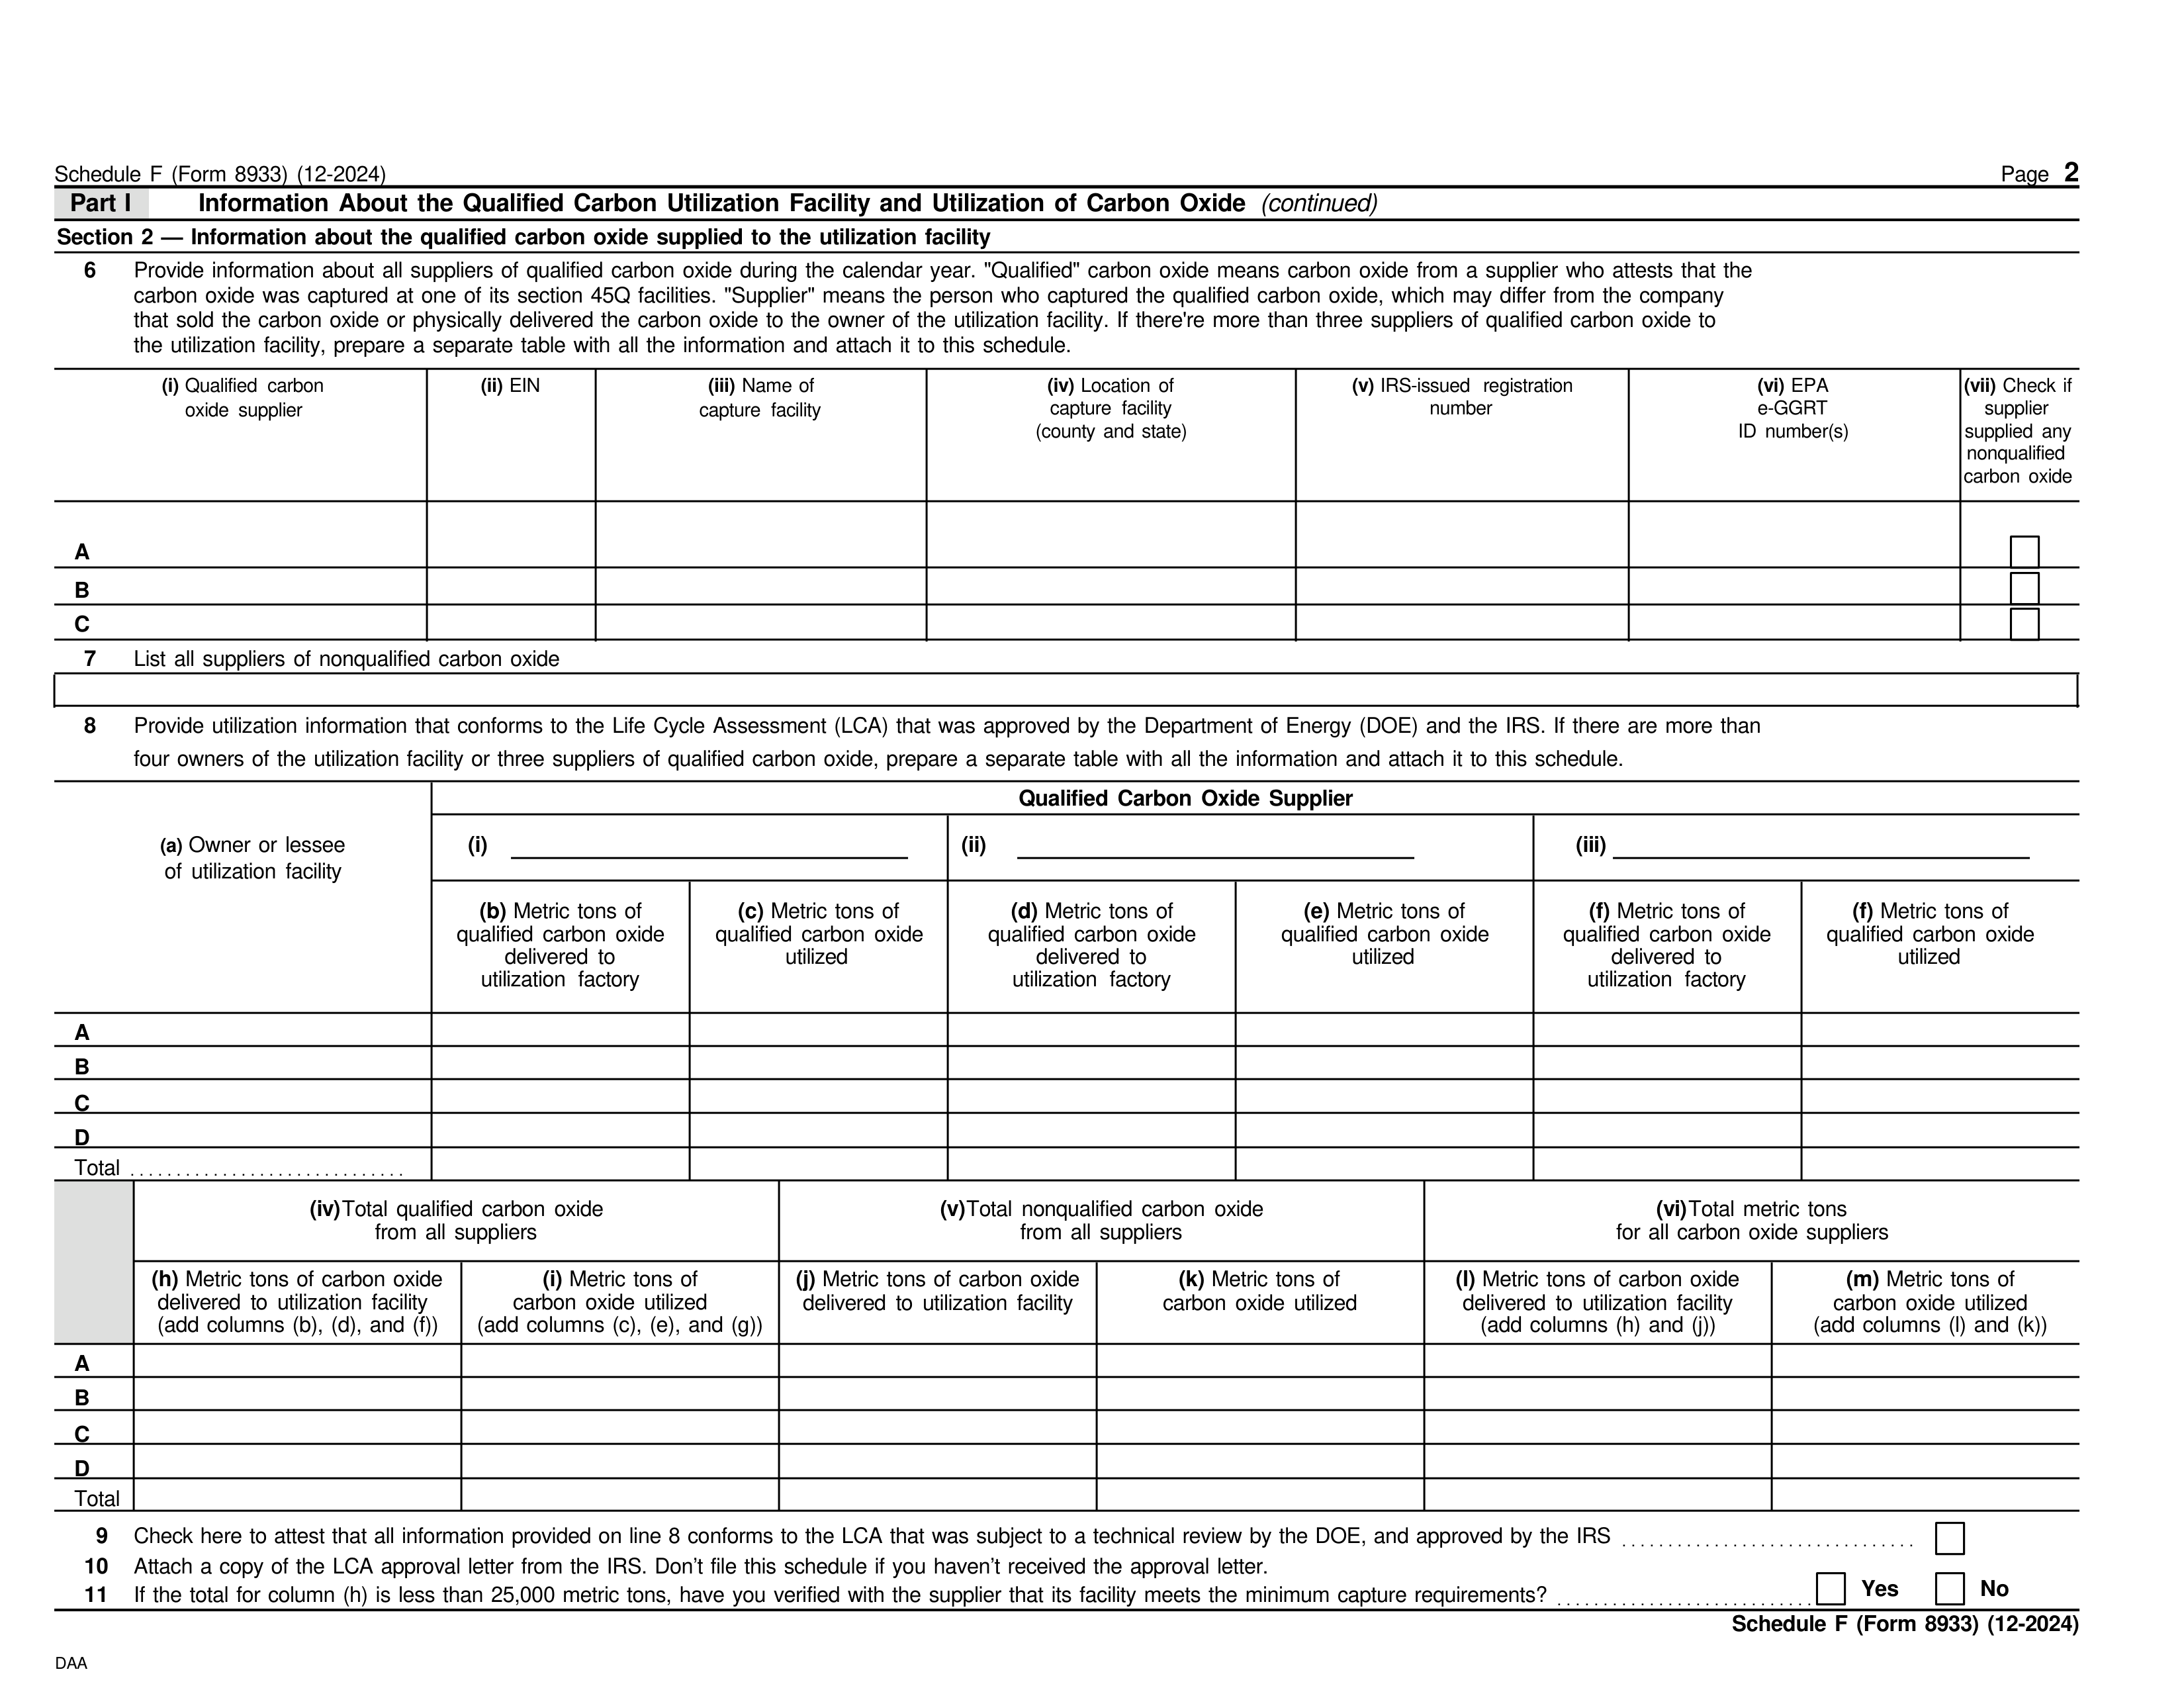 Schedule F (Form 8933) (12-2024) Page 2
Part I Information About the Qualified Carbon Utilization Facility and Utilization of Carbon Oxide (continued)
Section 2 — Information about the qualified carbon oxide supplied to the utilization facility
6 Provide information about all suppliers of qualified carbon oxide during the calendar year. "Qualified" carbon oxide means carbon oxide from a supplier who attests that the
carbon oxide was captured at one of its section 45Q facilities. "Supplier" means the person who captured the qualified carbon oxide, which may differ from the company
that sold the carbon oxide or physically delivered the carbon oxide to the owner of the utilization facility. If there're more than three suppliers of qualified carbon oxide to
the utilization facility, prepare a separate table with all the information and attach it to this schedule.
(i) Qualified carbon
oxide supplier
(ii) EIN
(iii) Name of
capture facility
(iv) Location of
capture facility
(county and state)
(v) IRS-issued registration
number
(vi) EPA
e-GGRT
ID number(s)
(vii) Check if
supplier
supplied any
nonqualified
carbon oxide
A
B
C
7 List all suppliers of nonqualified carbon oxide
8 Provide utilization information that conforms to the Life Cycle Assessment (LCA) that was approved by the Department of Energy (DOE) and the IRS. If there are more than
four owners of the utilization facility or three suppliers of qualified carbon oxide, prepare a separate table with all the information and attach it to this schedule.
(a) Owner or lessee
of utilization facility
Qualified Carbon Oxide Supplier
(i)
(ii)
(iii)
(b) Metric tons of
qualified carbon oxide
delivered to
utilization factory
(c) Metric tons of
qualified carbon oxide
utilized
(d) Metric tons of
qualified carbon oxide
delivered to
utilization factory
(e) Metric tons of
qualified carbon oxide
utilized
(f) Metric tons of
qualified carbon oxide
delivered to
utilization factory
(f) Metric tons of
qualified carbon oxide
utilized
A
B
C
D
Total
(iv)Total qualified carbon oxide
from all suppliers
(v)Total nonqualified carbon oxide
from all suppliers
(vi)Total metric tons
for all carbon oxide suppliers
(h) Metric tons of carbon oxide
delivered to utilization facility
(add columns (b), (d), and (f))
(i) Metric tons of
carbon oxide utilized
(add columns (c), (e), and (g))
(j) Metric tons of carbon oxide
delivered to utilization facility
(k) Metric tons of
carbon oxide utilized
(l) Metric tons of carbon oxide
delivered to utilization facility
(add columns (h) and (j))
(m) Metric tons of
carbon oxide utilized
(add columns (l) and (k))
A
B
C
D
Total
9 Check here to attest that all information provided on line 8 conforms to the LCA that was subject to a technical review by the DOE, and approved by the IRS
10 Attach a copy of the LCA approval letter from the IRS. Don't file this schedule if you haven't received the approval letter.
11 If the total for column (h) is less than 25,000 metric tons, have you verified with the supplier that its facility meets the minimum capture requirements? Yes No
Schedule F (Form 8933) (12-2024)
DAA